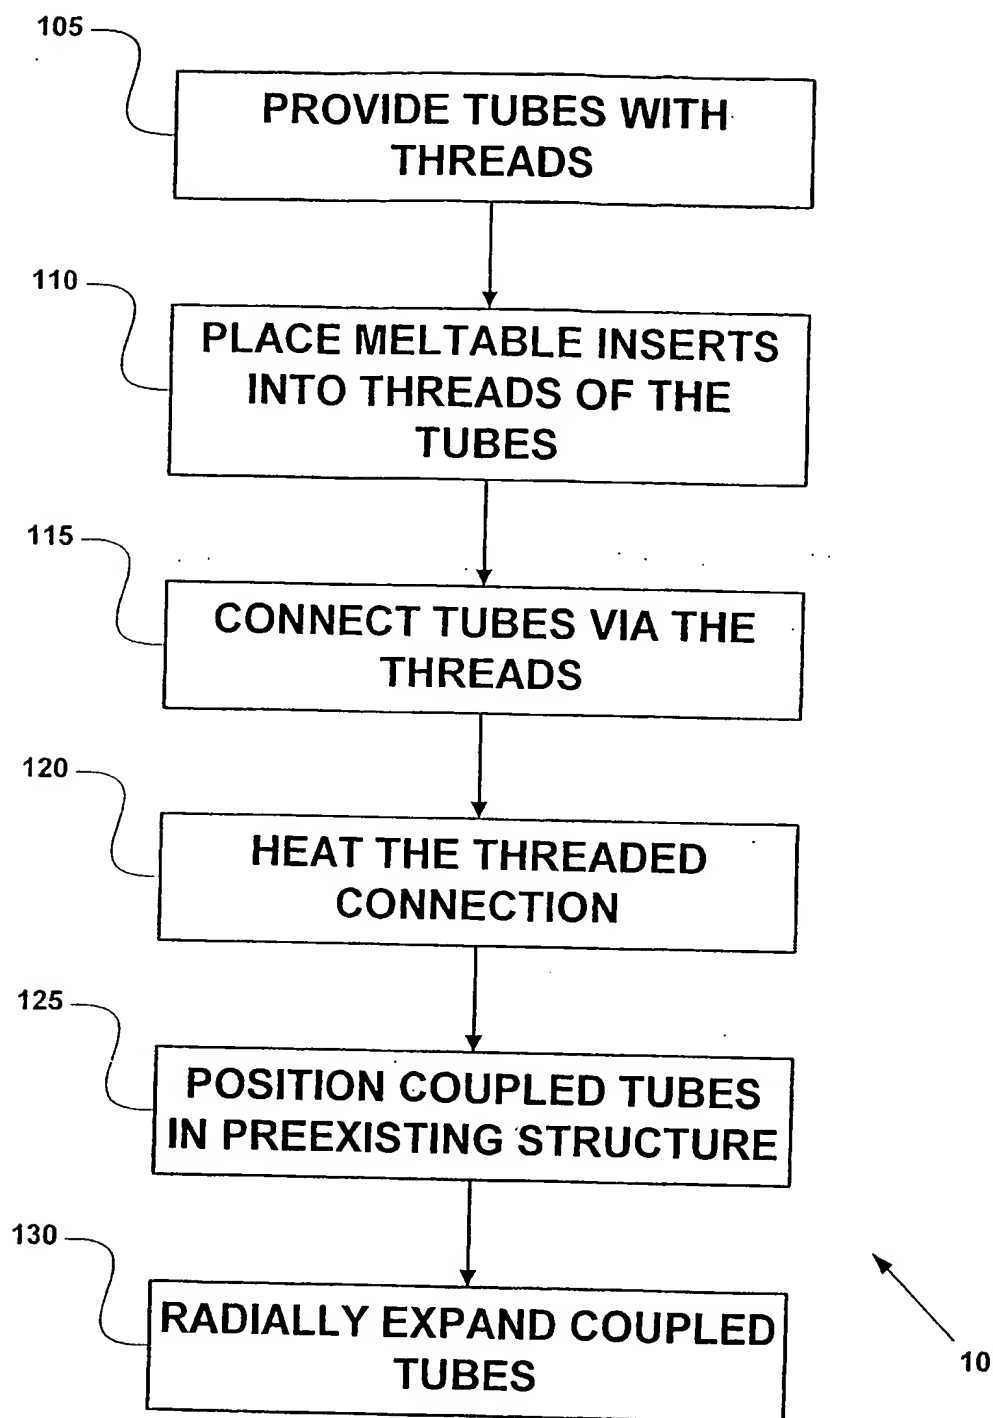 105
PROVIDE TUBES WITH
THREADS
110
PLACE MELTABLE INSERTS
INTO THREADS OF THE
TUBES
115
CONNECT TUBES VIA THE
THREADS
120
HEAT THE THREADED
CONNECTION
125
POSITION COUPLED TUBES
IN PREEXISTING STRUCTURE
130
RADIALLY EXPAND COUPLED
TUBES
10